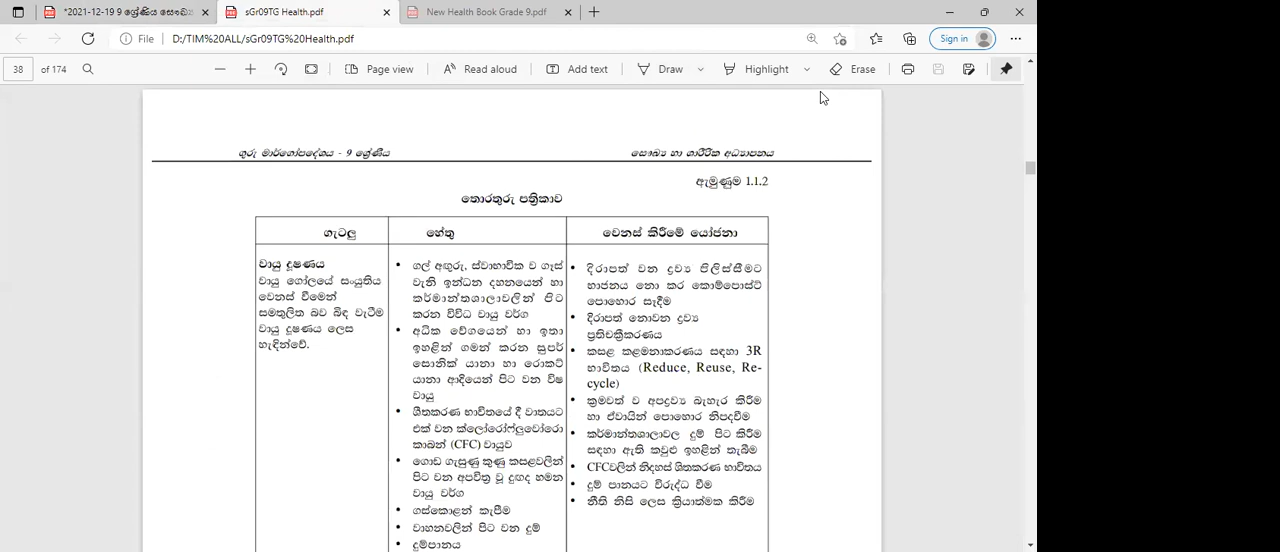 *2021-12-19 9 ශ්‍රේණිය සෞඛ්‍ය
sGr09TG Health.pdf
New Health Book Grade 9.pdf
File
D:/TIM%20ALL/sGr09TG%20Health.pdf
Sign in
38 of 174
Page view
Read aloud
Add text
Draw
Highlight
Erase
ගුරු මාර්ගෝපදේශය - 9 ශ්‍රේණිය
සෞඛ්‍ය හා ශාරීරික අධ්‍යාපනය
ඇමුණුම 1.1.2
තොරතුරු පත්‍රිකාව
ගැටලු
හේතු
වෙනස් කිරීමේ යෝජනා
වායු දූෂණය
වායු ගෝලයේ සංයුතිය
වෙනස් වීමෙන්
සමතුලිත බව බිඳ වැටීම
වායු දූෂණය ලෙස
හැඳින්වේ.
• ගල් අඟුරු, ස්වාභාවික ව ගෑස්
වැනි ඉන්ධන දහනයෙන් හා
කර්මාන්තශාලාවලින් පිට
කරන විවිධ වායු වර්ග
• අධික වේගයෙන් හා ඉතා
ඉහළින් ගමන් කරන සුපර්
සොනික් යානා හා රොකට්
යානා ආදියෙන් පිට වන විෂ
වායු
• ශීතකරණ භාවිතයේ දී වාතයට
එක් වන ක්ලෝරෝෆ්ලුවෝරො
කාබන් (CFC) වායුව
• ගොඩ ගැසුණු කුණු කසළවලින්
පිට වන අපවිත්‍ර වූ දුඟඳ හමන
වායු වර්ග
• ගස්කොළන් කැපීම
• වාහනවලින් පිට වන දුම්
• දුම්පානය
• දිරාපත් වන ද්‍රව්‍ය පිලිස්සීමට
භාජනය නො කර කොම්පොස්ට්
පොහොර සෑදීම
• දිරාපත් නොවන ද්‍රව්‍ය
ප්‍රතිචක්‍රීකරණය
• කසළ කළමනාකරණය සඳහා 3R
භාවිතය (Reduce, Reuse, Re-
cycle)
• ක්‍රමවත් ව අපද්‍රව්‍ය බැහැර කිරීම
හා ඒවායින් පොහොර නිපදවීම
• කර්මාන්තශාලාවල දුම් පිට කිරීම
සඳහා ඇති කවුළු ඉහළින් තැබීම
• CFCවලින් නිදහස් ශීතකරණ භාවිතය
• දුම් පානයට විරුද්ධ වීම
• නීති නිසි ලෙස ක්‍රියාත්මක කිරීම